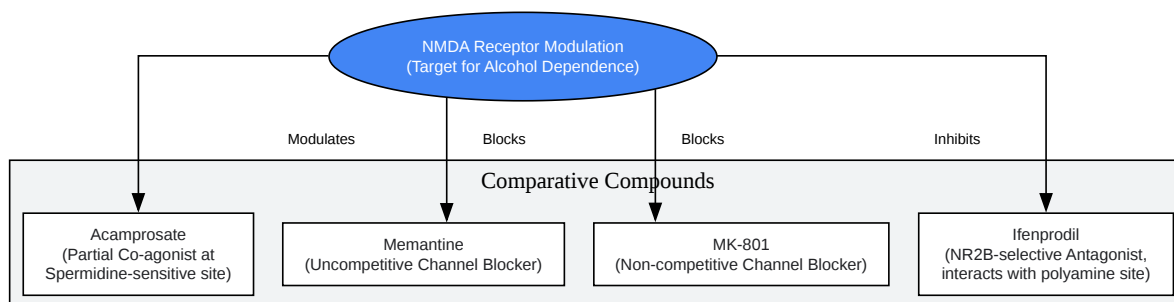 NMDA Receptor Modulation
(Target for Alcohol Dependence)
Modulates
Blocks
Blocks
Inhibits
Comparative Compounds
Acamprosate
(Partial Co-agonist at
Spermidine-sensitive site)
Memantine
(Uncompetitive Channel Blocker)
MK-801
(Non-competitive Channel Blocker)
Ifenprodil
(NR2B-selective Antagonist,
interacts with polyamine site)